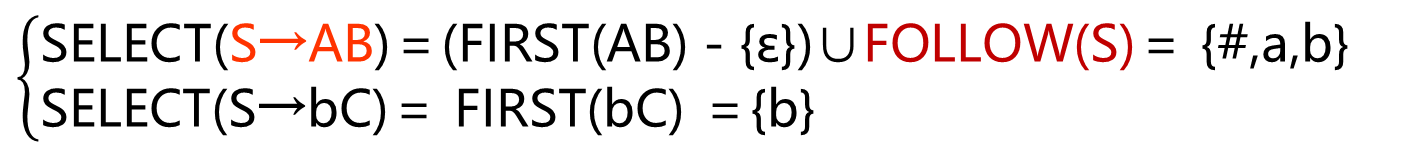 SELECT(S→AB) = (FIRST(AB) - {ε})∪FOLLOW(S) = {#,a,b}
SELECT(S→bC) = FIRST(bC) ={b}